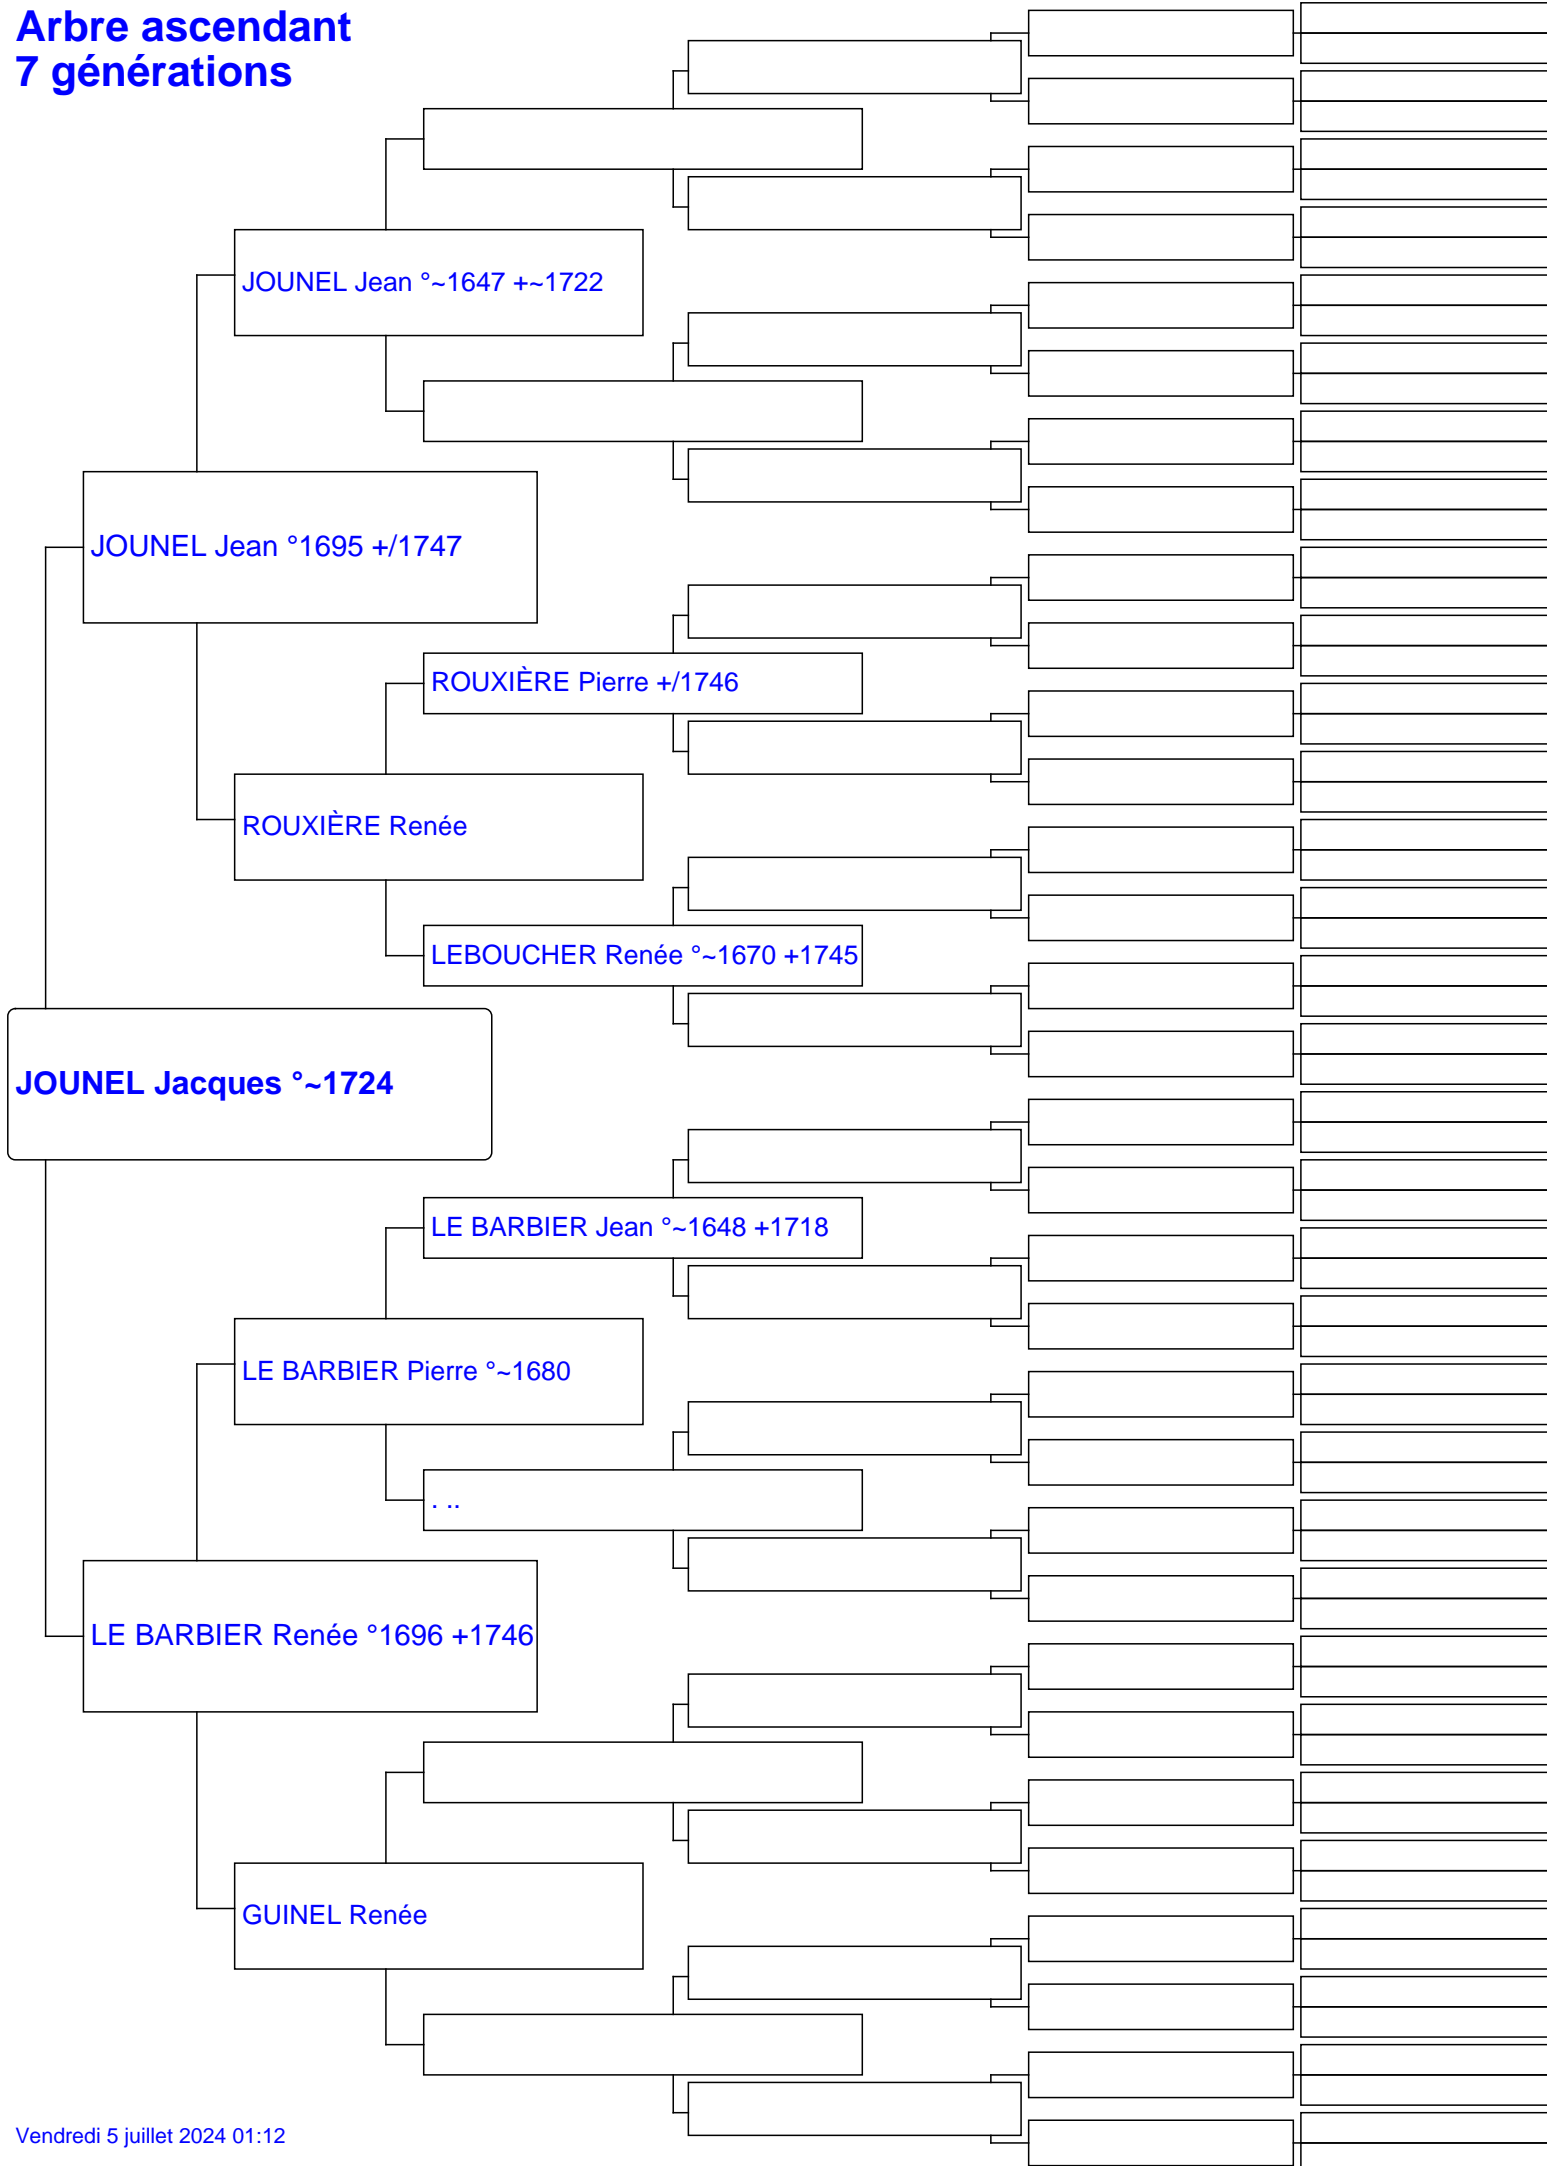 Arbre ascendant
7 générations
JOUNEL Jean °~1647 +~1722
JOUNEL Jean °1695 +/1747
ROUXIÈRE Pierre +/1746
ROUXIÈRE Renée
LEBOUCHER Renée °~1670 +1745
JOUNEL Jacques °~1724
LE BARBIER Jean °~1648 +1718
LE BARBIER Pierre °~1680
. ..
LE BARBIER Renée °1696 +1746
GUINEL Renée
Vendredi 5 juillet 2024 01:12